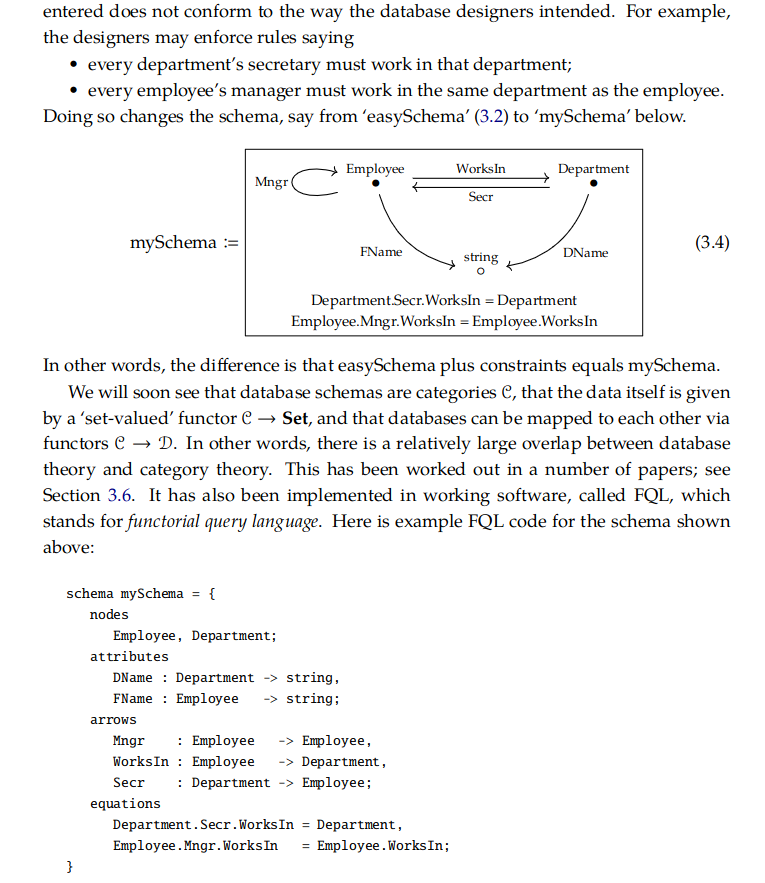 entered does not conform to the way the database designers intended. For example,
the designers may enforce rules saying
• every department's secretary must work in that department;
• every employee's manager must work in the same department as the employee.
Doing so changes the schema, say from 'easySchema' (3.2) to 'mySchema' below.
Employee WorksIn Department
Mngr
Secr
mySchema := (3.4)
FName string DName
Department.Secr.WorksIn = Department
Employee.Mngr.WorksIn = Employee.WorksIn
In other words, the difference is that easySchema plus constraints equals mySchema.
We will soon see that database schemas are categories 𝒞, that the data itself is given
by a 'set-valued' functor 𝒞 → Set, and that databases can be mapped to each other via
functors 𝒞 → 𝒟. In other words, there is a relatively large overlap between database
theory and category theory. This has been worked out in a number of papers; see
Section 3.6. It has also been implemented in working software, called FQL, which
stands for functorial query language. Here is example FQL code for the schema shown
above:
schema mySchema = {
nodes
Employee, Department;
attributes
DName : Department -> string,
FName : Employee -> string;
arrows
Mngr : Employee -> Employee,
WorksIn : Employee -> Department,
Secr : Department -> Employee;
equations
Department.Secr.WorksIn = Department,
Employee.Mngr.WorksIn = Employee.WorksIn;
}